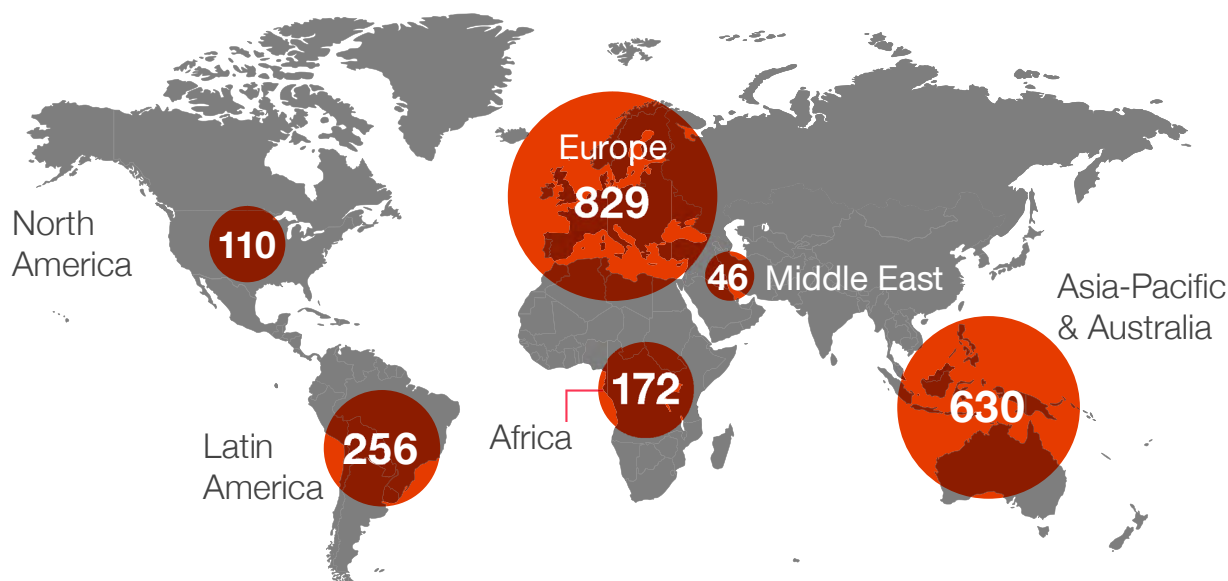 North
America
110
Europe
829
46
Middle East
Asia-Pacific
& Australia
630
Africa
172
Latin
America
256